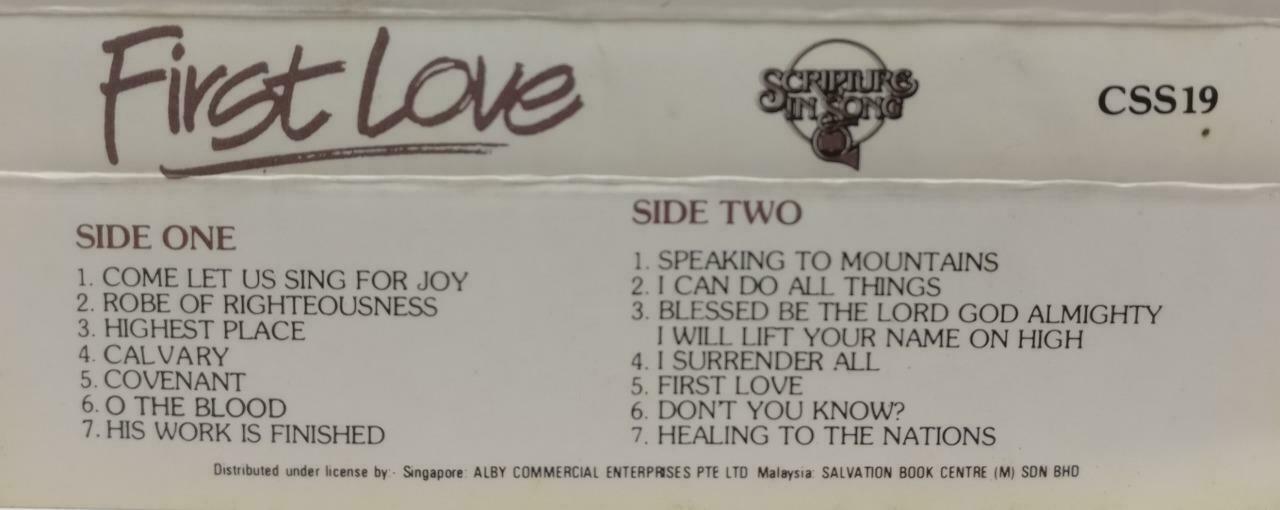 First Love
SCRIPTURE
IN SONG
CSS19
SIDE ONE
1. COME LET US SING FOR JOY
2. ROBE OF RIGHTEOUSNESS
3. HIGHEST PLACE
4. CALVARY
5. COVENANT
6. O THE BLOOD
7. HIS WORK IS FINISHED
SIDE TWO
1. SPEAKING TO MOUNTAINS
2. I CAN DO ALL THINGS
3. BLESSED BE THE LORD GOD ALMIGHTY
I WILL LIFT YOUR NAME ON HIGH
4. I SURRENDER ALL
5. FIRST LOVE
6. DON'T YOU KNOW?
7. HEALING TO THE NATIONS
Distributed under license by:- Singapore: ALBY COMMERCIAL ENTERPRISES PTE LTD Malaysia: SALVATION BOOK CENTRE (M) SDN BHD